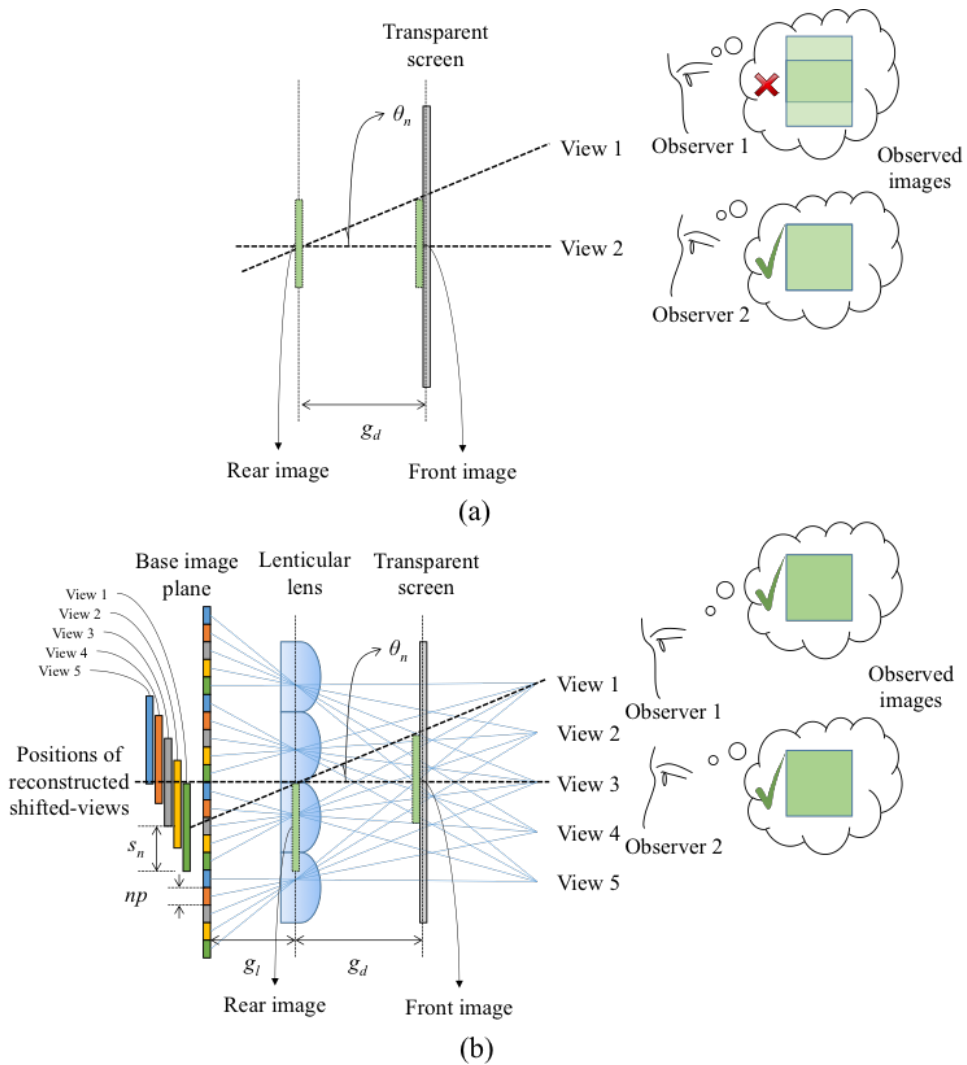 Transparent
screen
θn
View 1
Observer 1
Observed
images
View 2
Observer 2
gd
Rear image
Front image
(a)
Base image
plane
Lenticular
lens
Transparent
screen
View 1
View 2
View 3
View 4
View 5
θn
Observer 1
Observed
images
View 1
View 2
Positions of
reconstructed
shifted-views
View 3
View 4
Observer 2
sn
View 5
np
gl
gd
Rear image
Front image
(b)